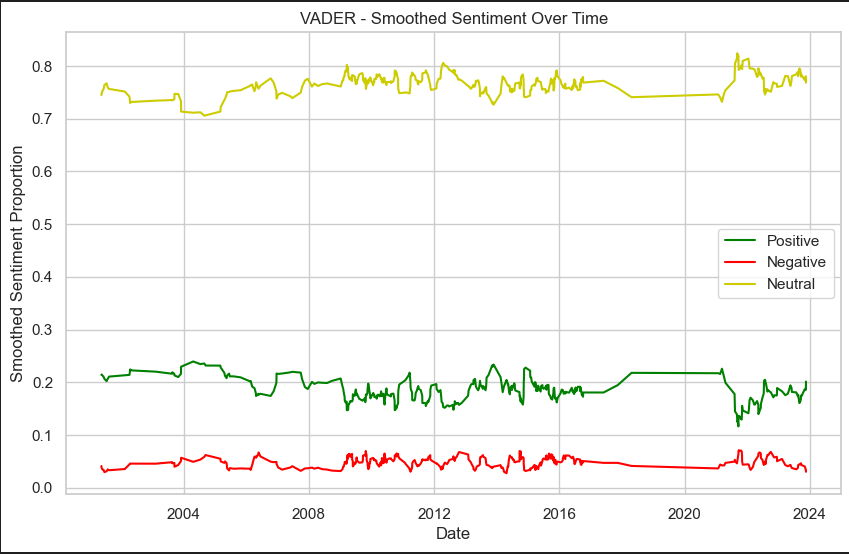 VADER - Smoothed Sentiment Over Time
Smoothed Sentiment Proportion
0.8
0.7
0.6
0.5
0.4
0.3
0.2
0.1
0.0
Positive
Negative
Neutral
2004 2008 2012 2016 2020 2024
Date